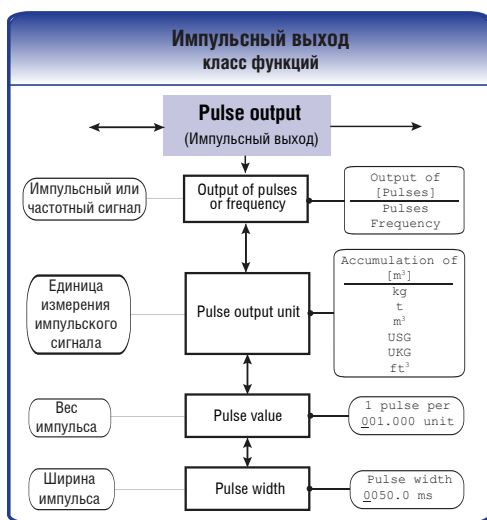 Импульсный выход
класс функций
Pulse output
(Импульсный выход)
Импульсный или
частотный сигнал
Output of pulses
or frequency
Output of
[Pulses]
Pulses
Frequency
Единица
измерения
импульского
сигнала
Pulse output unit
Accumulation of
[m³]
kg
t
m³
USG
UKG
ft³
Вес
импульса
Pulse value
1 pulse per
001.000 unit
Ширина
импульса
Pulse width
Pulse width
0050.0 ms